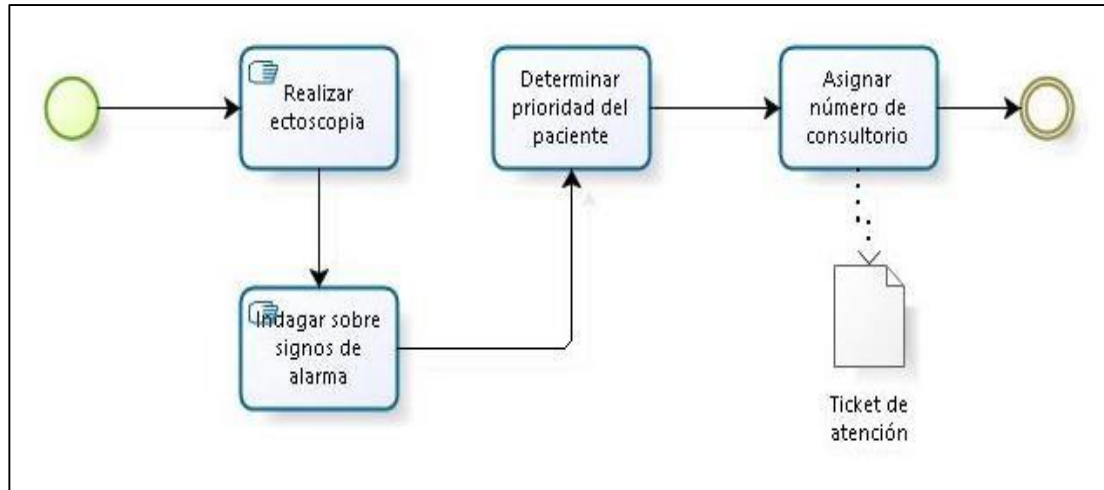 Realizar
ectoscopia
Indagar sobre
signos de
alarma
Determinar
prioridad del
paciente
Asignar
número de
consultorio
Ticket de
atención